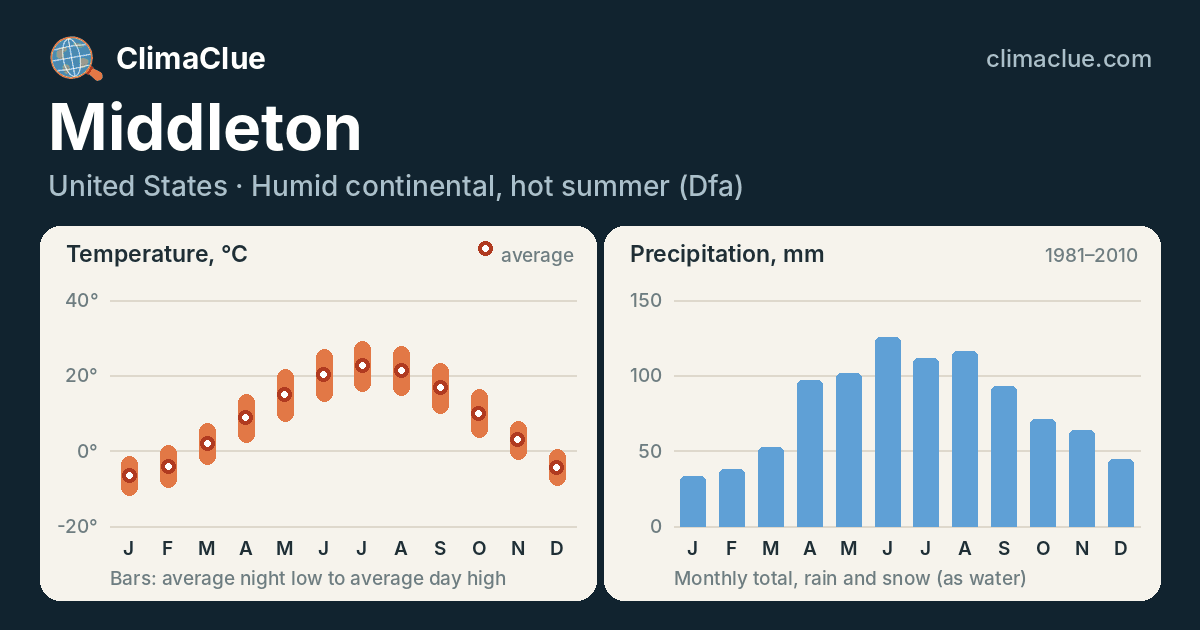 ClimaClue
climaclue.com
Middleton
United States · Humid continental, hot summer (Dfa)
Temperature, °C
average
40°
20°
0°
-20°
J F M A M J J A S O N D
Bars: average night low to average day high
Precipitation, mm
1981–2010
150
100
50
0
J F M A M J J A S O N D
Monthly total, rain and snow (as water)